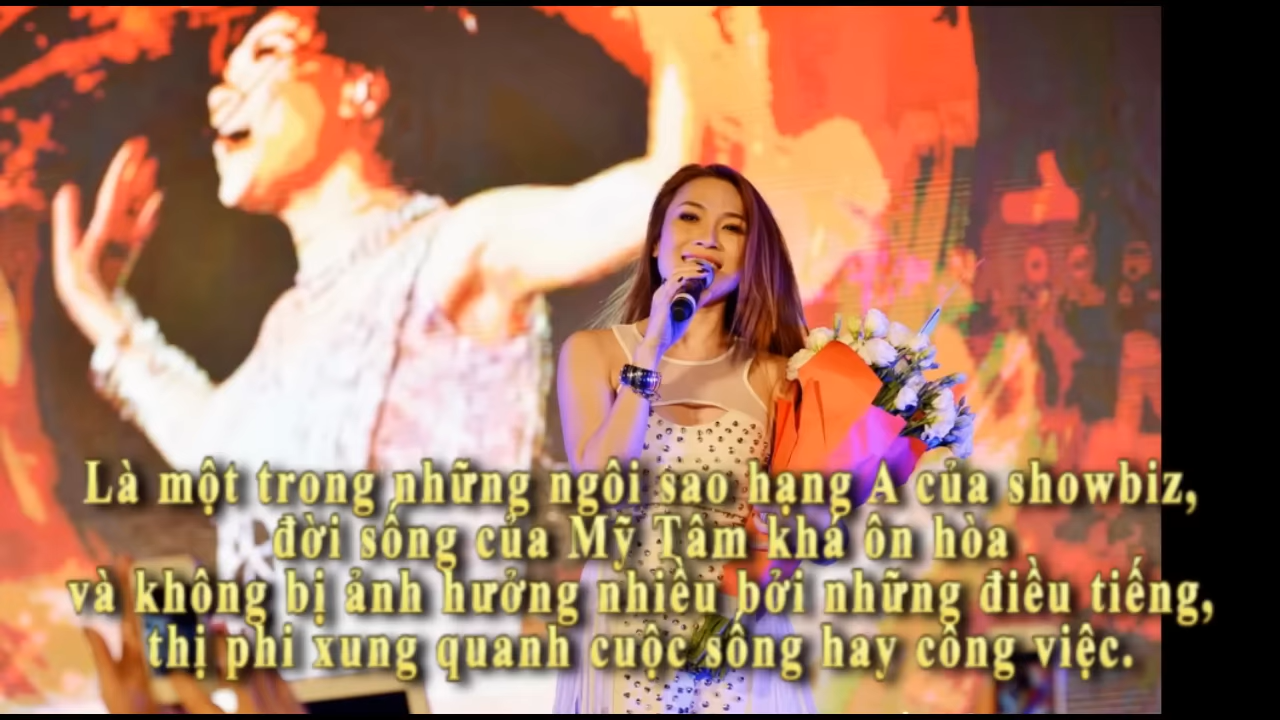 Là một trong những ngôi sao hạng A của showbiz,
đời sống của Mỹ Tâm khá ôn hòa
và không bị ảnh hưởng nhiều bởi những điều tiếng,
thị phi xung quanh cuộc sống hay công việc.